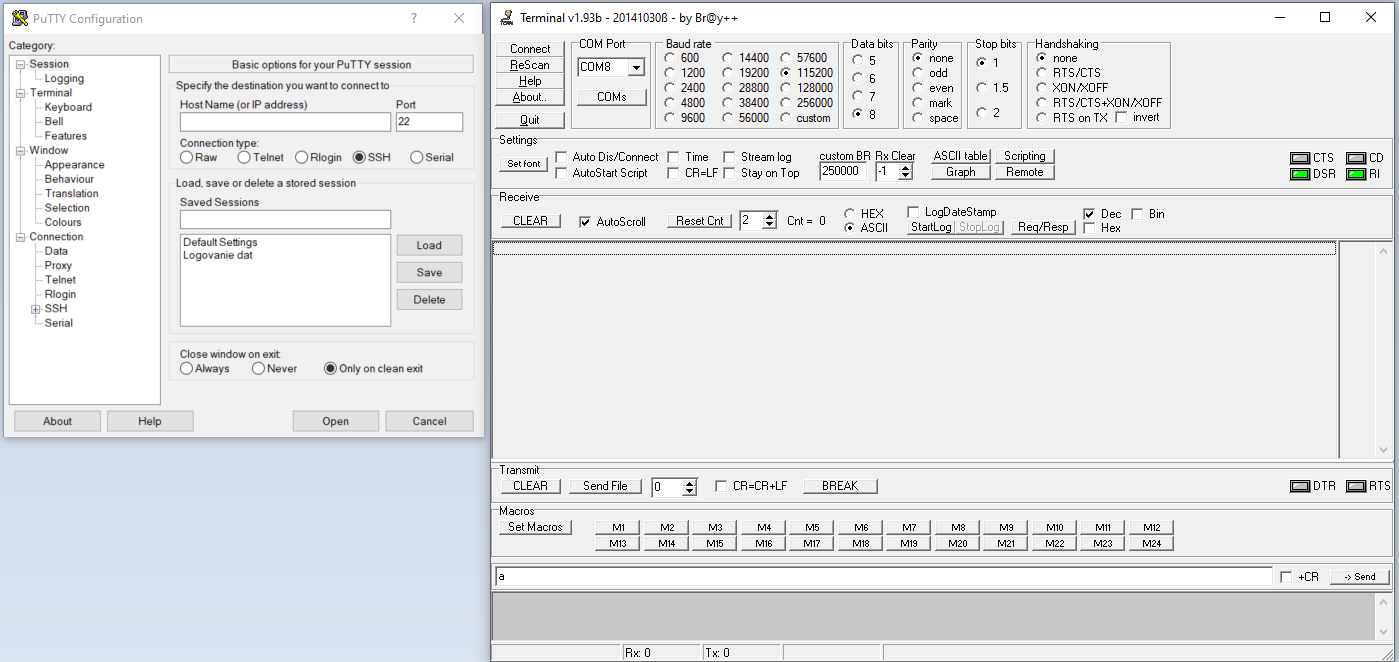 PuTTY Configuration
?
Category:
Session
Logging
Terminal
Keyboard
Bell
Features
Window
Appearance
Behaviour
Translation
Selection
Colours
Connection
Data
Proxy
Telnet
Rlogin
SSH
Serial
Basic options for your PuTTY session
Specify the destination you want to connect to
Host Name (or IP address) Port
22
Connection type:
Raw Telnet Rlogin SSH Serial
Load, save or delete a stored session
Saved Sessions
Default Settings
Logovanie dat
Load
Save
Delete
Close window on exit:
Always Never Only on clean exit
About Help Open Cancel
Terminal v1.93b - 20141030ß - by Br@y++
Connect
ReScan
Help
About..
Quit
COM Port
COM8
COMs
Baud rate
600 14400 57600
1200 19200 115200
2400 28800 128000
4800 38400 256000
9600 56000 custom
Data bits
5
6
7
8
Parity
none
odd
even
mark
space
Stop bits
1
1.5
2
Handshaking
none
RTS/CTS
XON/XOFF
RTS/CTS+XON/XOFF
RTS on TX invert
Settings
Set font
Auto Dis/Connect Time Stream log
AutoStart Script CR=LF Stay on Top
custom BR Rx Clear
250000 -1
ASCII table Scripting
Graph Remote
CTS CD
DSR RI
Receive
CLEAR AutoScroll Reset Cnt 2 Cnt = 0
HEX
ASCII
LogDateStamp
StartLog StopLog Req/Resp
Dec Bin
Hex
Transmit
CLEAR Send File 0 CR=CR+LF BREAK DTR RTS
Macros
Set Macros
M1 M2 M3 M4 M5 M6 M7 M8 M9 M10 M11 M12
M13 M14 M15 M16 M17 M18 M19 M20 M21 M22 M23 M24
a +CR -> Send
Rx: 0 Tx: 0